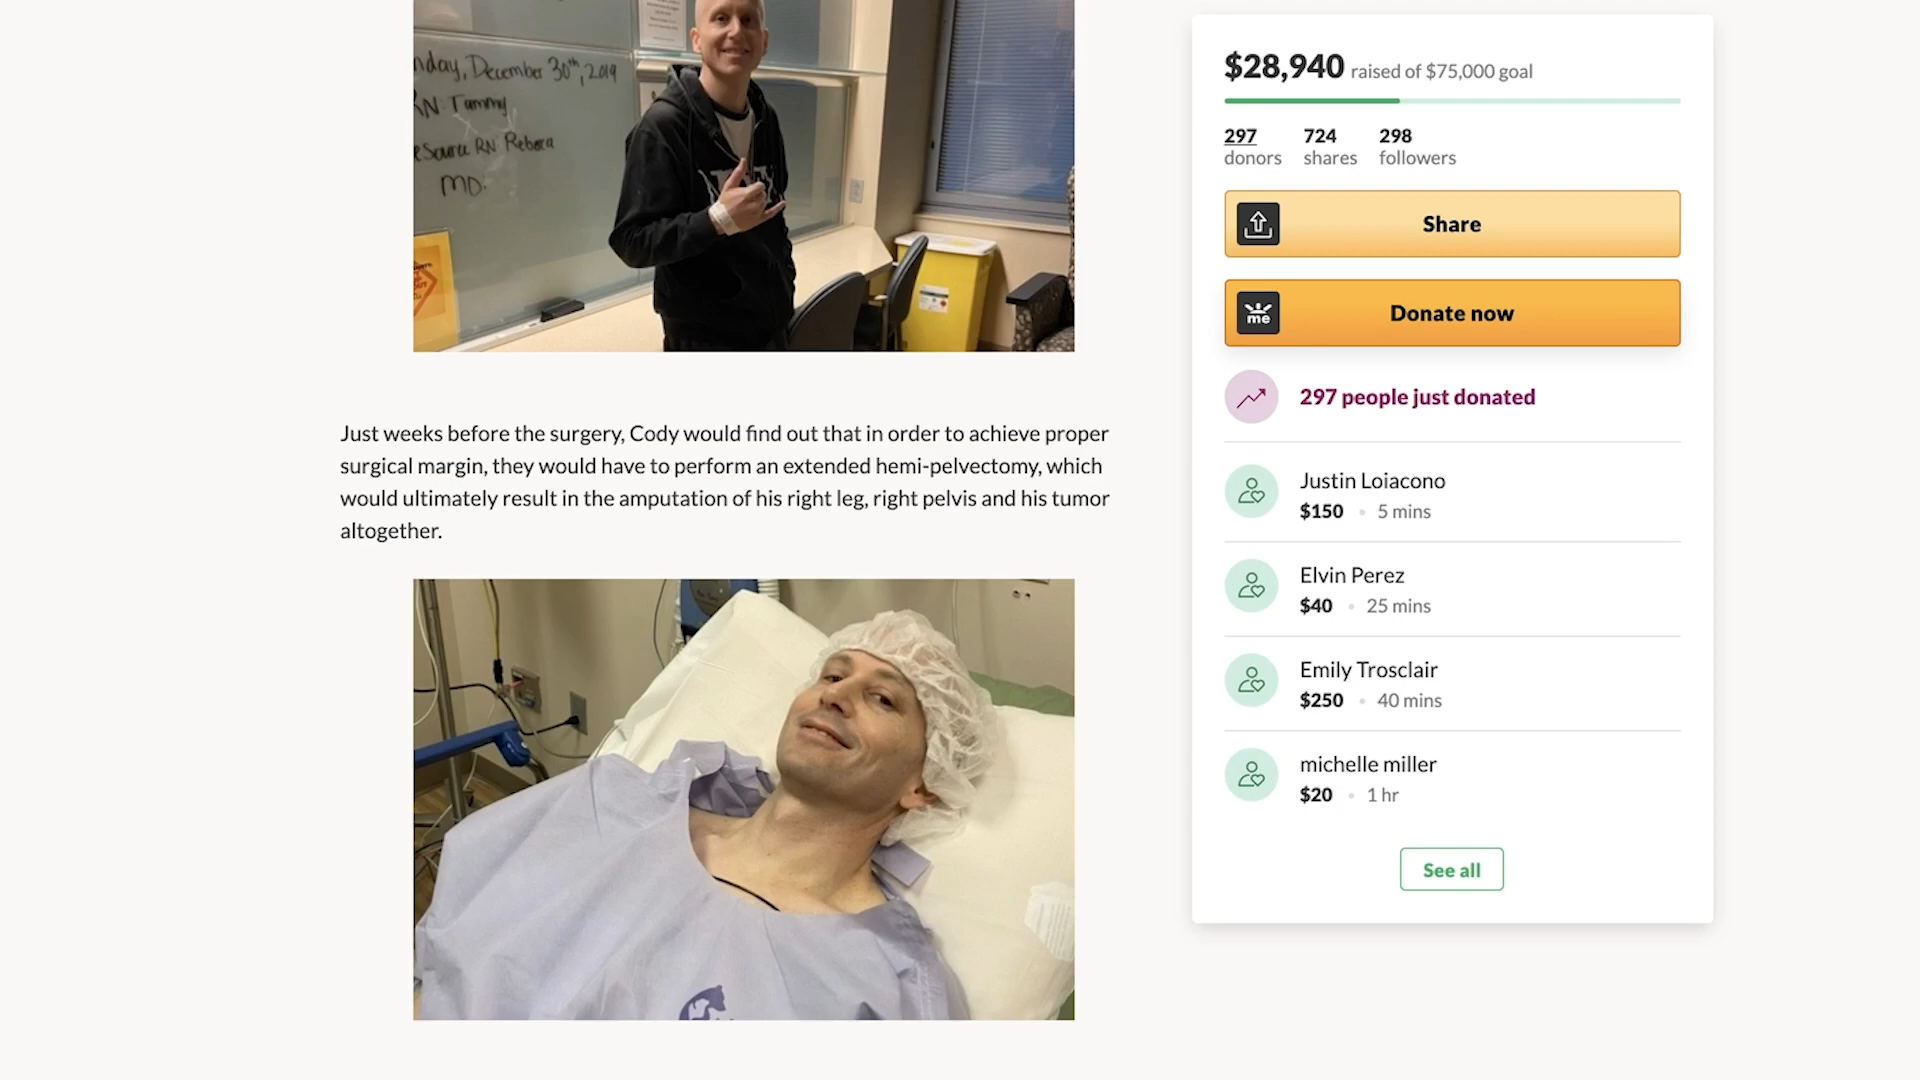 nday, December 30th, 2019
RN: Tammy
Resource RN Rebera
MD.
Just weeks before the surgery, Cody would find out that in order to achieve proper
surgical margin, they would have to perform an extended hemi-pelvectomy, which
would ultimately result in the amputation of his right leg, right pelvis and his tumor
altogether.
$28,940 raised of $75,000 goal
297 724 298
donors shares followers
Share
me Donate now
297 people just donated
Justin Loiacono
$150 • 5 mins
Elvin Perez
$40 • 25 mins
Emily Trosclair
$250 • 40 mins
michelle miller
$20 • 1 hr
See all